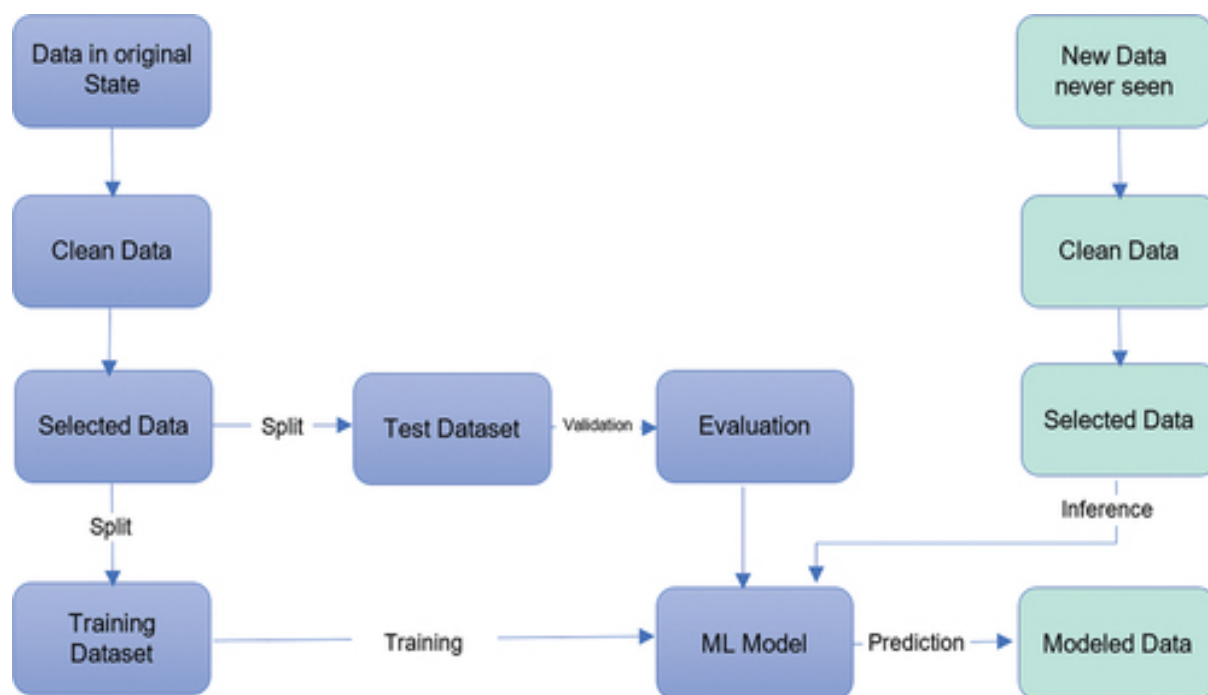 Data in original
State
New Data
never seen
Clean Data
Clean Data
Selected Data
Split
Test Dataset
Validation
Evaluation
Selected Data
Split
Inference
Training
Dataset
Training
ML Model
Prediction
Modeled Data